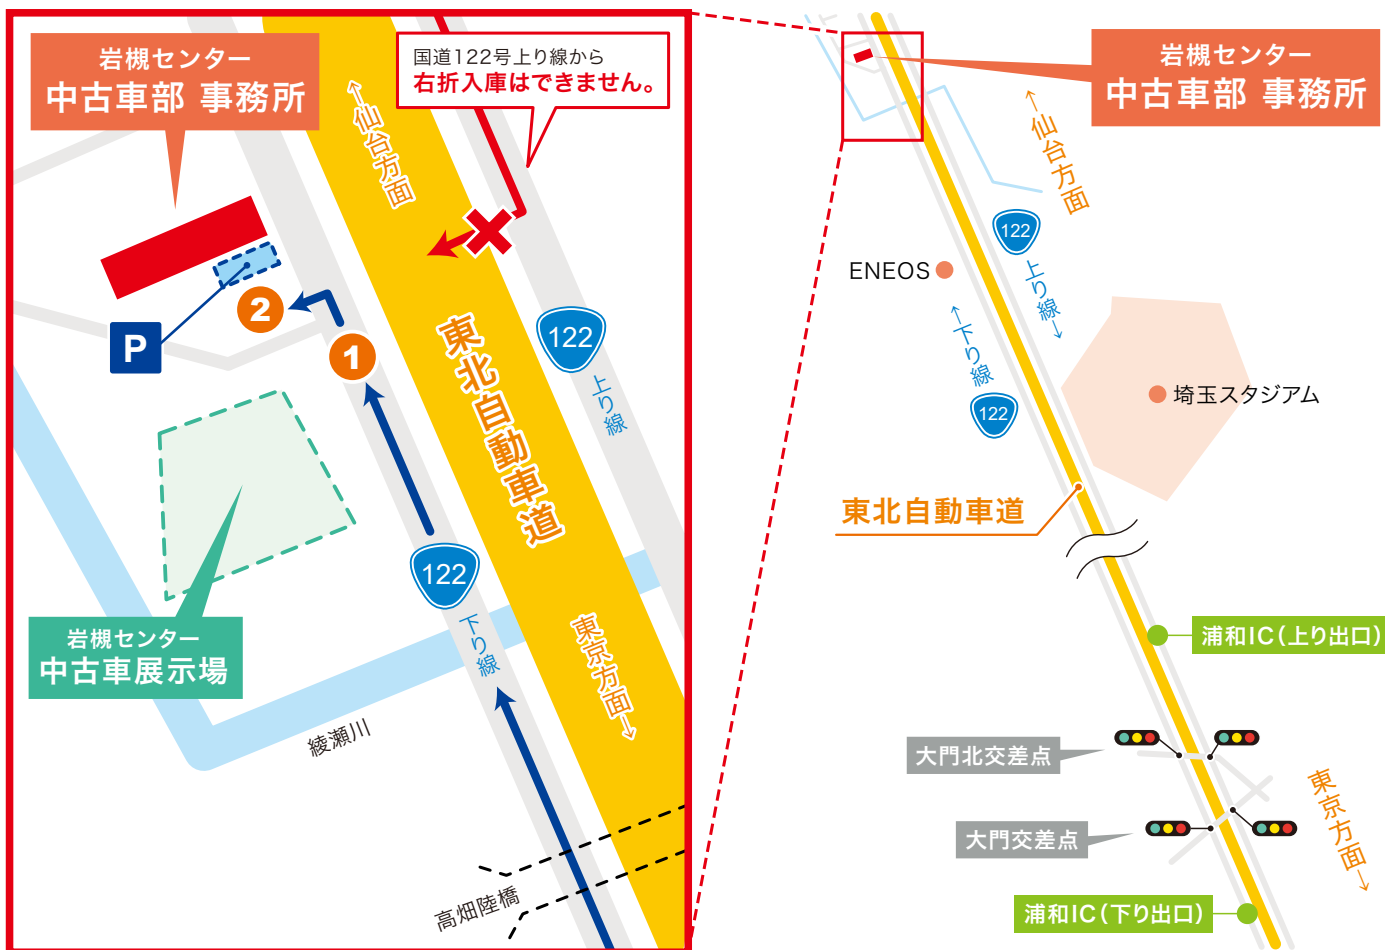 岩槻センター
中古車部 事務所
国道122号上り線から
右折入庫はできません。
←仙台方面
P
2
1
東北自動車道
122
上り線
122
下り線
東京方面→
岩槻センター
中古車展示場
綾瀬川
高畑陸橋
岩槻センター
中古車部 事務所
←仙台方面
122
上り線→
ENEOS
←下り線
122
埼玉スタジアム
東北自動車道
浦和IC(上り出口)
大門北交差点
大門交差点
東京方面→
浦和IC(下り出口)